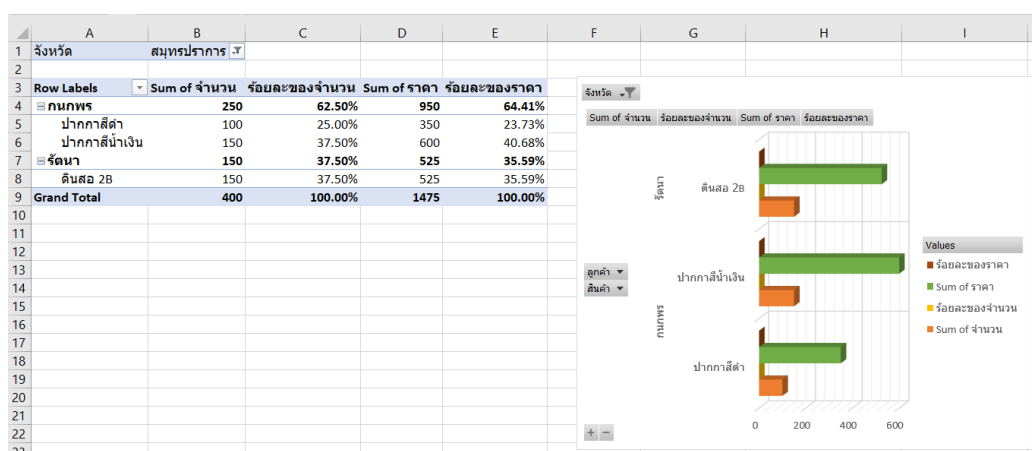 A B C D E F G H I
1 จังหวัด สมุทรปราการ
2
3 Row Labels Sum of จำนวน ร้อยละของจำนวน Sum of ราคา ร้อยละของราคา
4 กนกพร 250 62.50% 950 64.41%
5 ปากกาสีดำ 100 25.00% 350 23.73%
6 ปากกาสีน้ำเงิน 150 37.50% 600 40.68%
7 รัตนา 150 37.50% 525 35.59%
8 ดินสอ 2B 150 37.50% 525 35.59%
9 Grand Total 400 100.00% 1475 100.00%
10
11
12
13
14
15
16
17
18
19
20
21
22
23
จังหวัด
Sum of จำนวน ร้อยละของจำนวน Sum of ราคา ร้อยละของราคา
รัตนา
ดินสอ 2B
ลูกค้า
สินค้า
กนกพร
ปากกาสีน้ำเงิน
ปากกาสีดำ
0 200 400 600
Values
ร้อยละของราคา
Sum of ราคา
ร้อยละของจำนวน
Sum of จำนวน
+ −